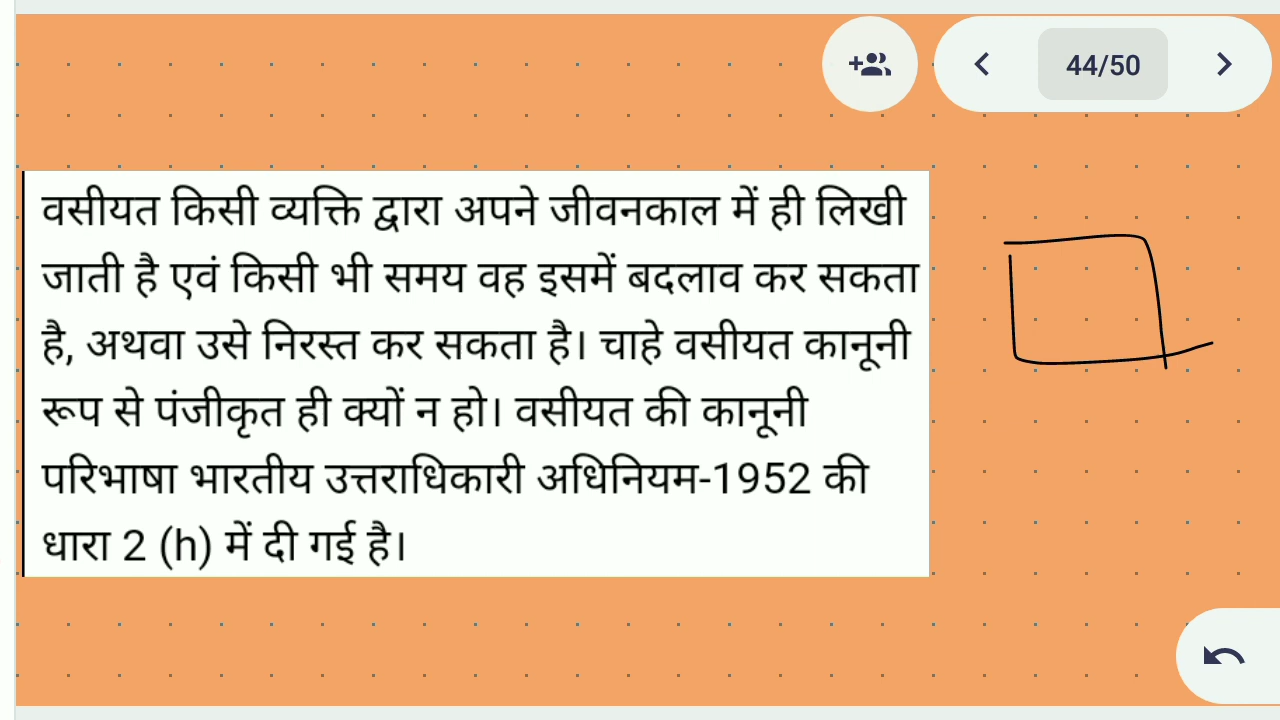 44/50
वसीयत किसी व्यक्ति द्वारा अपने जीवनकाल में ही लिखी
जाती है एवं किसी भी समय वह इसमें बदलाव कर सकता
है, अथवा उसे निरस्त कर सकता है। चाहे वसीयत कानूनी
रूप से पंजीकृत ही क्यों न हो। वसीयत की कानूनी
परिभाषा भारतीय उत्तराधिकारी अधिनियम-1952 की
धारा 2 (h) में दी गई है।